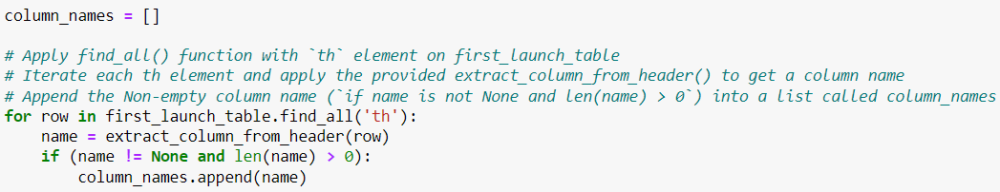 column_names = []
# Apply find_all() function with `th` element on first_launch_table
# Iterate each th element and apply the provided extract_column_from_header() to get a column name
# Append the Non-empty column name (`if name is not None and len(name) > 0`) into a list called column_names
for row in first_launch_table.find_all('th'):
    name = extract_column_from_header(row)
    if (name != None and len(name) > 0):
        column_names.append(name)